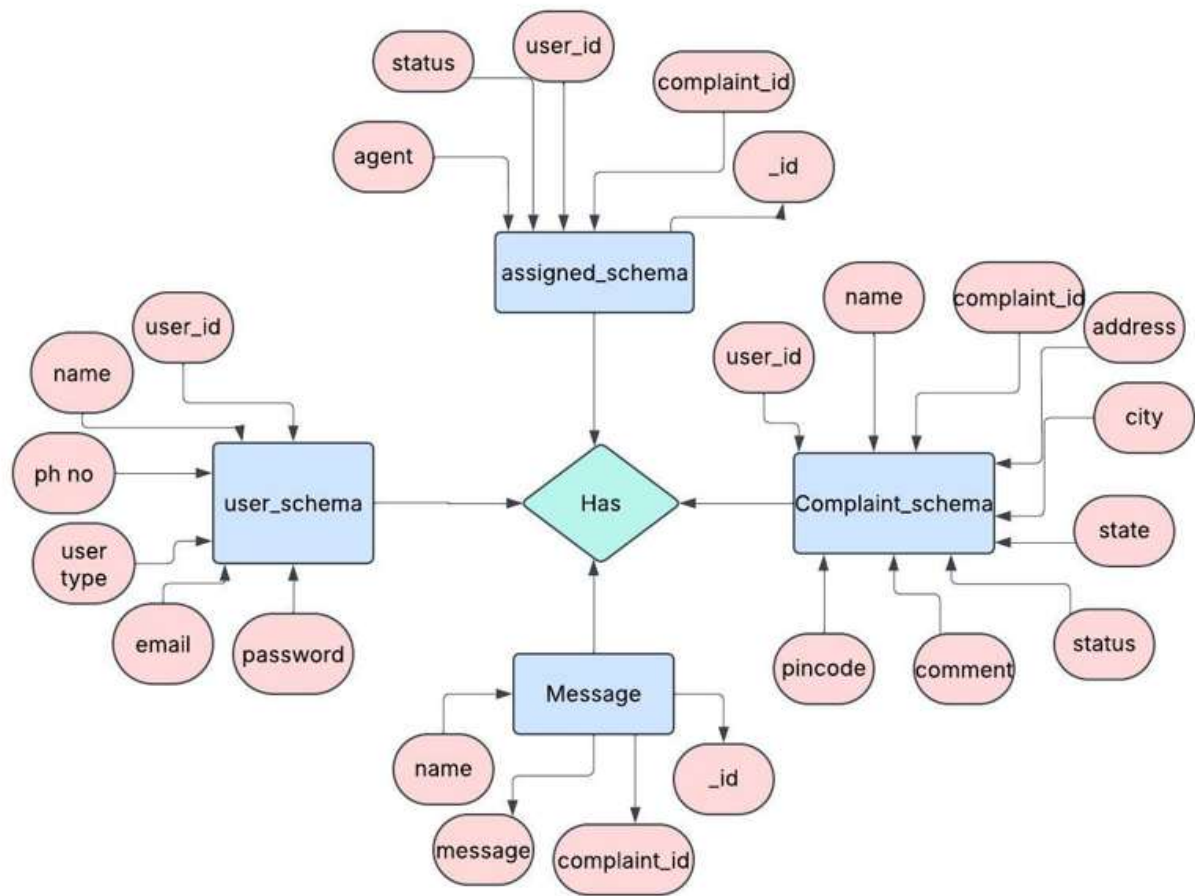 user_id
status
complaint_id
agent
_id
assigned_schema
name
complaint_id
user_id
address
user_id
name
city
ph no
user_schema
Has
Complaint_schema
state
user
type
email
password
pincode
comment
status
Message
name
_id
message
complaint_id